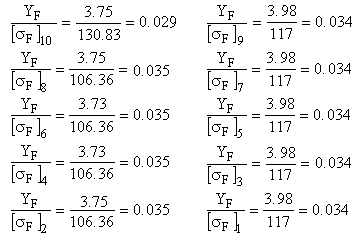 Y_F/[σ_F]_10 = 3.75/130.83 = 0.029    Y_F/[σ_F]_9 = 3.98/117 = 0.034
Y_F/[σ_F]_8 = 3.75/106.36 = 0.035    Y_F/[σ_F]_7 = 3.98/117 = 0.034
Y_F/[σ_F]_6 = 3.73/106.36 = 0.035    Y_F/[σ_F]_5 = 3.98/117 = 0.034
Y_F/[σ_F]_4 = 3.73/106.36 = 0.035    Y_F/[σ_F]_3 = 3.98/117 = 0.034
Y_F/[σ_F]_2 = 3.75/106.36 = 0.035    Y_F/[σ_F]_1 = 3.98/117 = 0.034